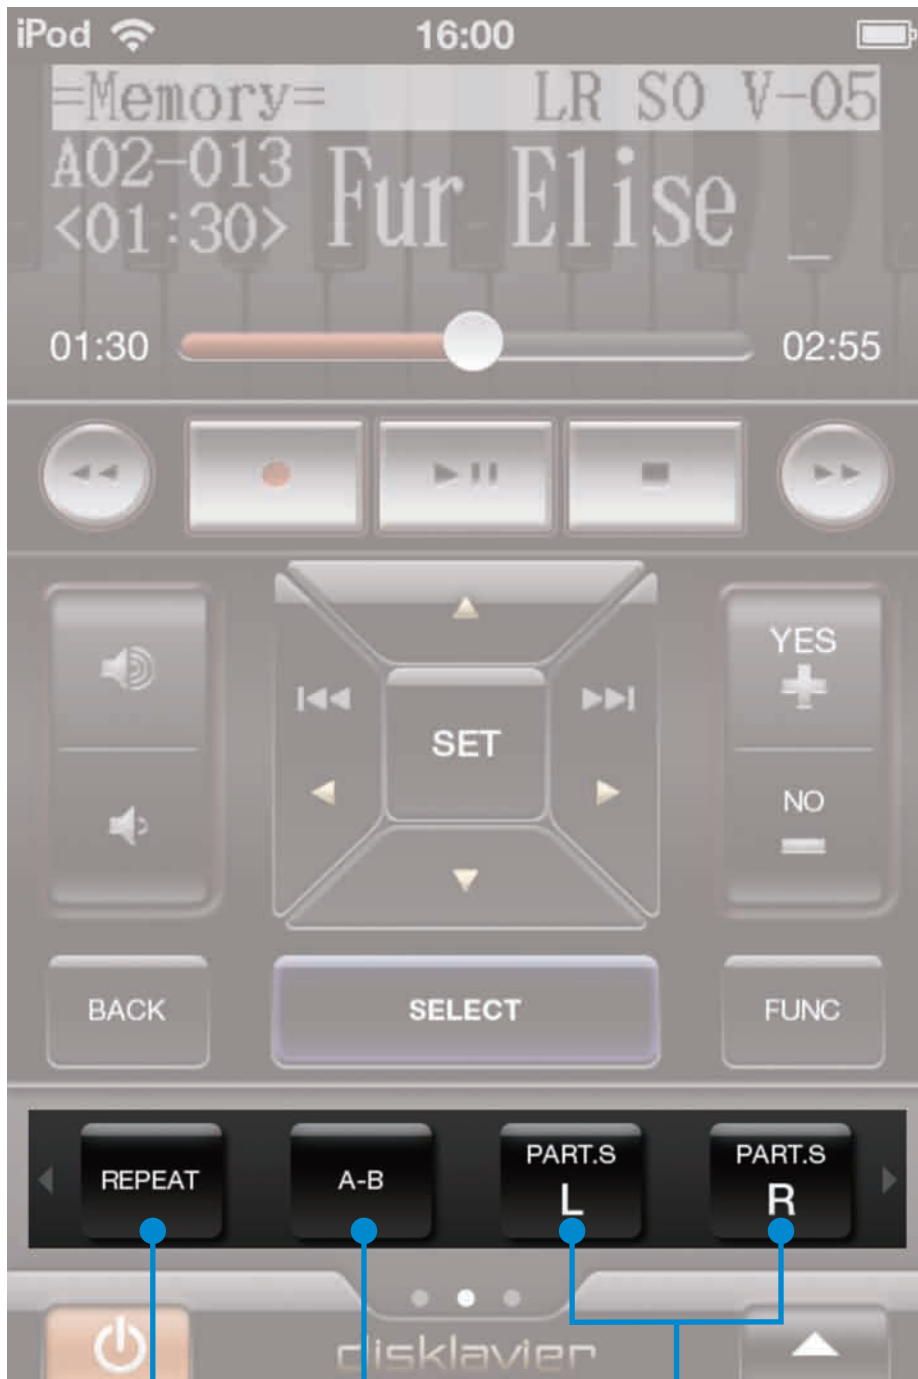 iPod 16:00
=Memory= LR SO V-05
A02-013 Fur Elise _
<01:30>
01:30 02:55
YES
SET
NO
BACK SELECT FUNC
REPEAT A-B PART.S L PART.S R
disklavier